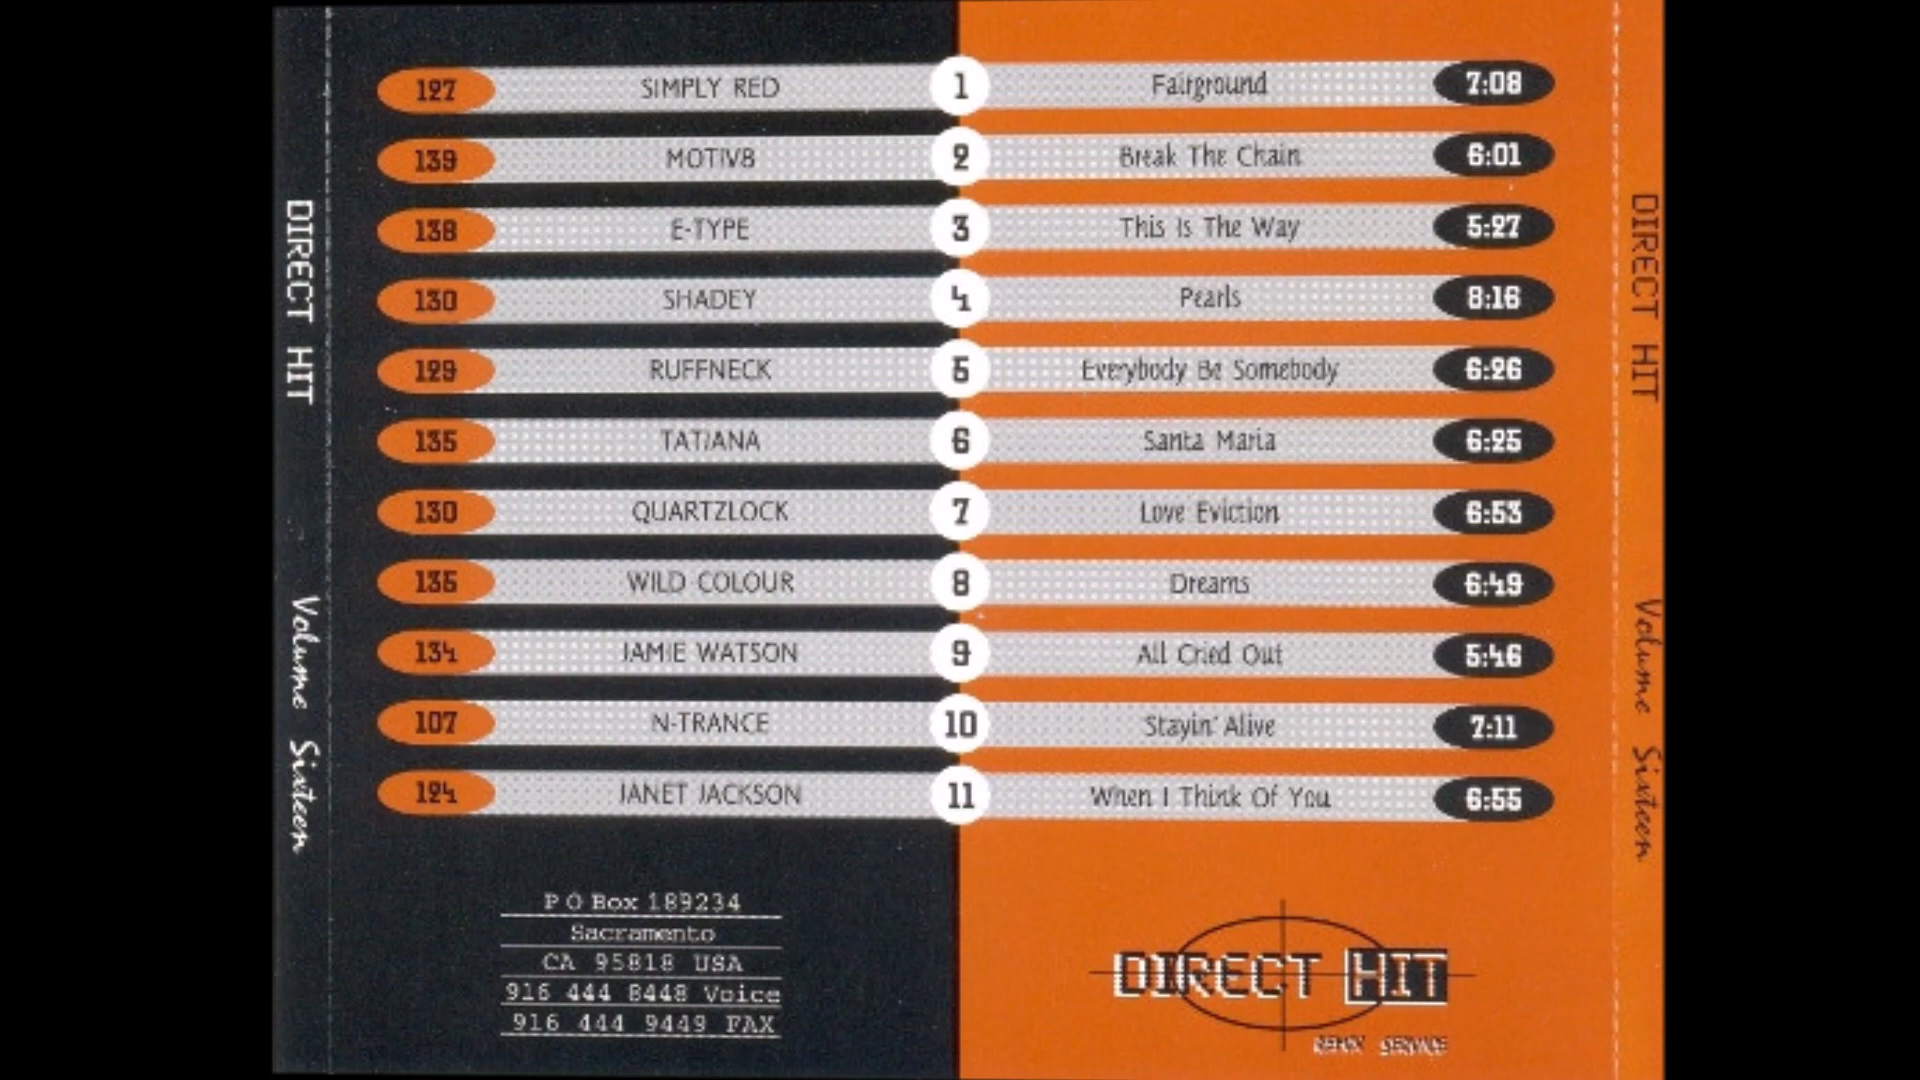 127 SIMPLY RED 1 Fairground 7:08
139 MOTIV8 2 Break The Chain 6:01
138 E-TYPE 3 This Is The Way 5:27
130 SHADEY 4 Pearls 8:16
129 RUFFNECK 5 Everybody Be Somebody 6:26
135 TATIANA 6 Santa Maria 6:25
130 QUARTZLOCK 7 Love Eviction 6:53
135 WILD COLOUR 8 Dreams 6:49
134 JAMIE WATSON 9 All Cried Out 5:46
107 N-TRANCE 10 Stayin' Alive 7:11
124 JANET JACKSON 11 When I Think Of You 6:55
DIRECT HIT Volume Sixteen
DIRECT HIT Volume Sixteen
P O Box 189234
Sacramento
CA 95818 USA
916 444 8448 Voice
916 444 9449 FAX
DIRECT HIT
REMIX SERVICE